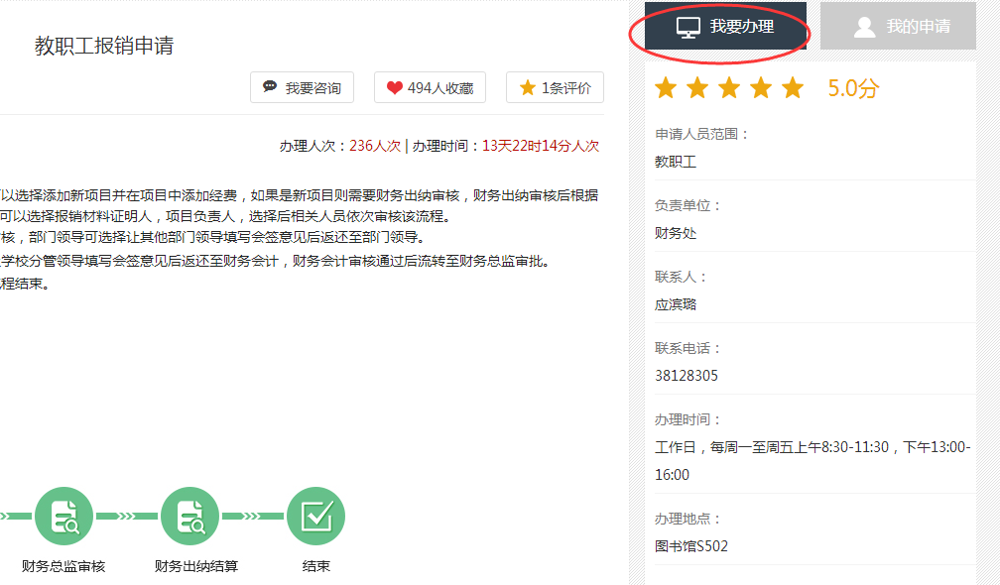 教职工报销申请
我要咨询
494人收藏
1条评价
办理人次：236人次 | 办理时间：13天22时14分人次
以选择添加新项目并在项目中添加经费，如果是新项目则需要财务出纳审核，财务出纳审核后根据
可以选择报销材料证明人，项目负责人，选择后相关人员依次审核该流程。
核，部门领导可选择让其他部门领导填写会签意见后返还至部门领导。
学校分管领导填写会签意见后返还至财务会计，财务会计审核通过后流转至财务总监审批。
程结束。
财务总监审核
财务出纳结算
结束
我要办理
我的申请
5.0分
申请人员范围：
教职工
负责单位：
财务处
联系人：
应滨璐
联系电话：
38128305
办理时间：
工作日，每周一至周五上午8:30-11:30，下午13:00-
16:00
办理地点：
图书馆S502